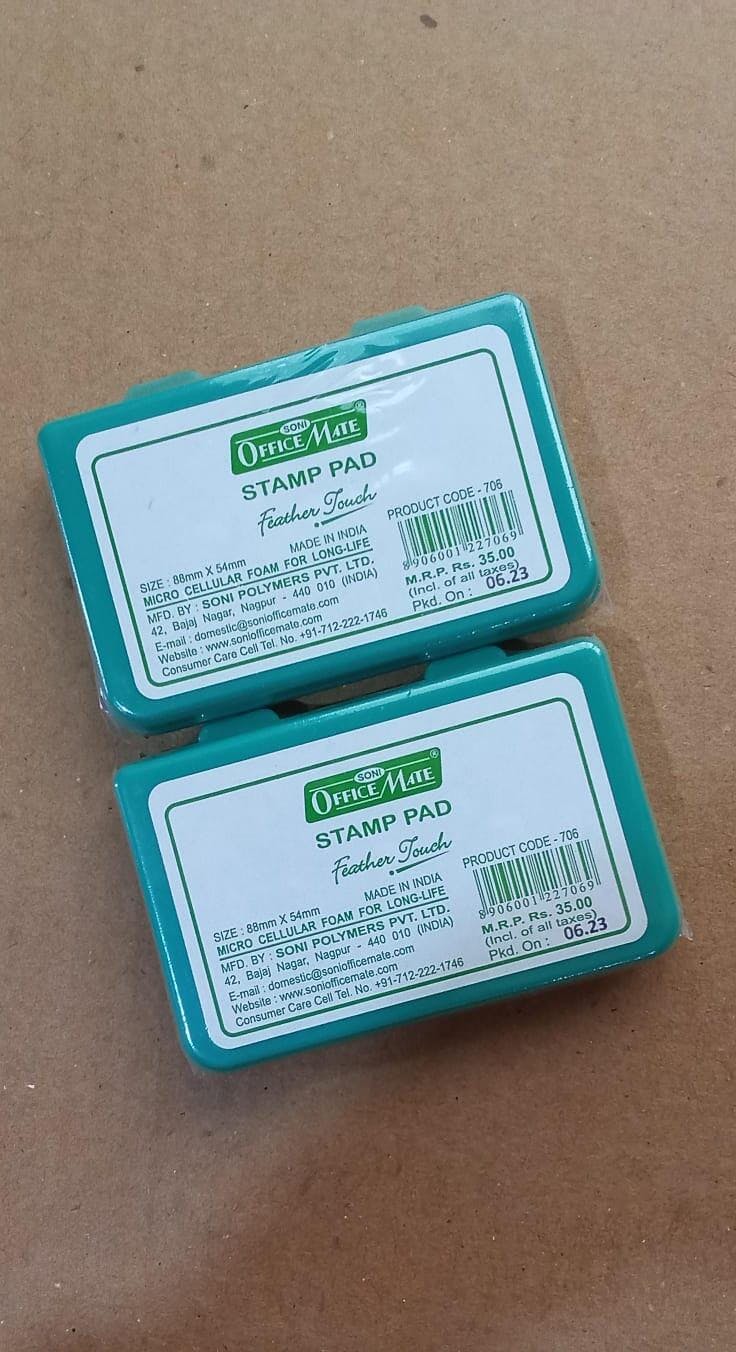 SONI
OFFICE MATE®
STAMP PAD
Feather Touch
MADE IN INDIA
SIZE : 88mm X 54mm
MICRO CELLULAR FOAM FOR LONG-LIFE
MFD. BY : SONI POLYMERS PVT. LTD.
42, Bajaj Nagar, Nagpur - 440 010 (INDIA)
E-mail : domestic@soniofficemate.com
Website : www.soniofficemate.com
Consumer Care Cell Tel. No. +91-712-222-1746
PRODUCT CODE - 706
8 906001 227069
M.R.P. Rs. 35.00
(Incl. of all taxes)
Pkd. On : 06.23
SONI
OFFICE MATE®
STAMP PAD
Feather Touch
MADE IN INDIA
SIZE : 88mm X 54mm
MICRO CELLULAR FOAM FOR LONG-LIFE
MFD. BY : SONI POLYMERS PVT. LTD.
42, Bajaj Nagar, Nagpur - 440 010 (INDIA)
E-mail : domestic@soniofficemate.com
Website : www.soniofficemate.com
Consumer Care Cell Tel. No. +91-712-222-1746
PRODUCT CODE - 706
8 906001 227069
M.R.P. Rs. 35.00
(Incl. of all taxes)
Pkd. On : 06.23